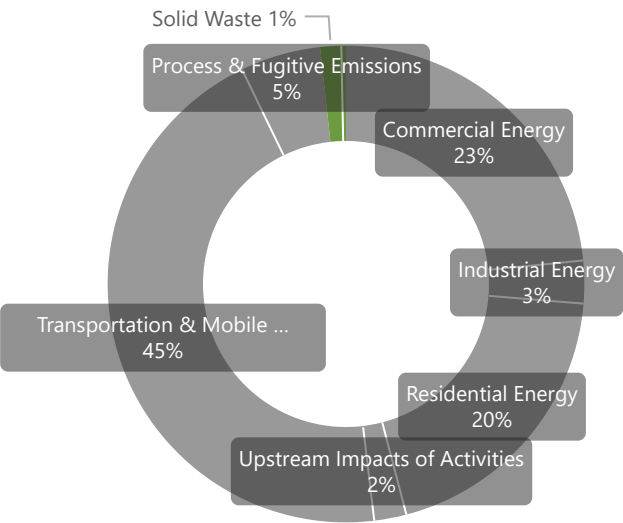 Solid Waste 1%
Process & Fugitive Emissions
5%
Commercial Energy
23%
Industrial Energy
3%
Transportation & Mobile ...
45%
Residential Energy
20%
Upstream Impacts of Activities
2%